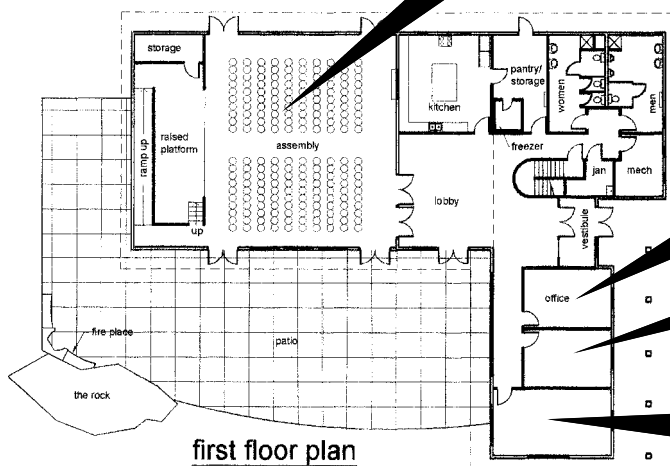 storage
ramp up
raised
platform
up
assembly
kitchen
pantry/
storage
freezer
women
men
jan
mech
lobby
vestibule
office
patio
fire place
the rock
first floor plan